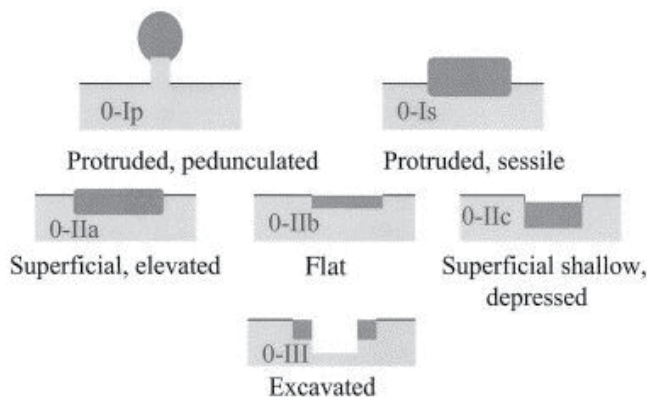 0-Ip
0-Is
Protruded, pedunculated
Protruded, sessile
0-IIa
0-IIb
0-IIc
Superficial, elevated
Flat
Superficial shallow,
depressed
0-III
Excavated